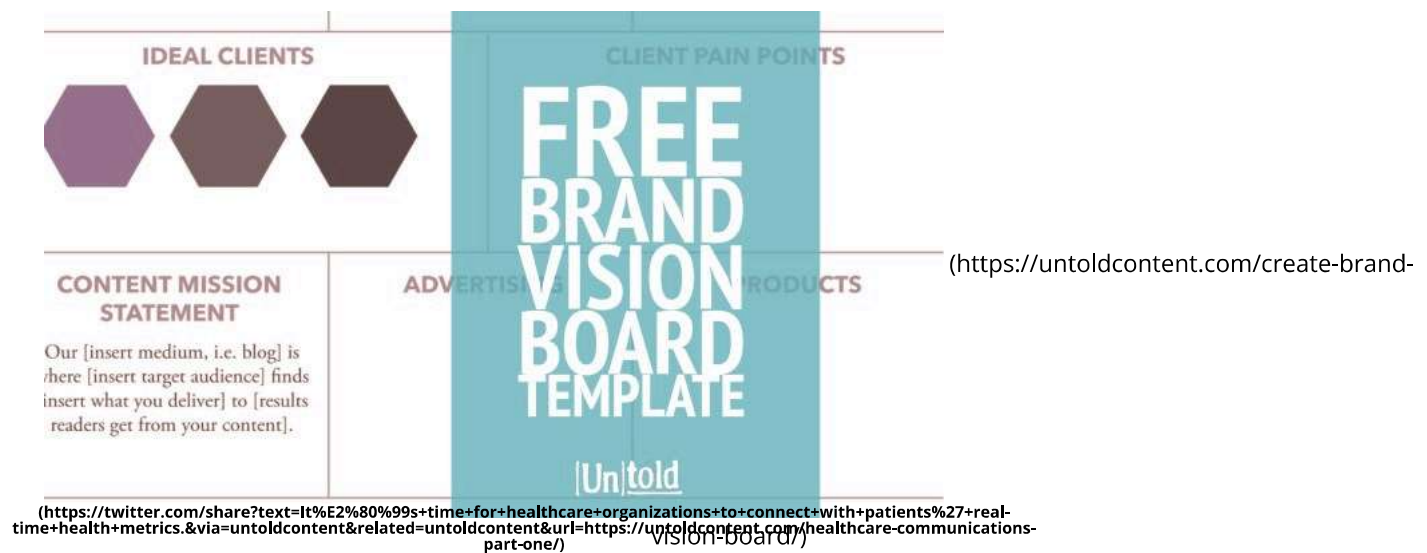 IDEAL CLIENTS
CLIENT PAIN POINTS
FREE
BRAND
VISION
BOARD
TEMPLATE
CONTENT MISSION
STATEMENT
ADVERTISING
PRODUCTS
Our [insert medium, i.e. blog] is
here [insert target audience] finds
insert what you deliver] to [results
readers get from your content].
[Un]told
(https://untoldcontent.com/create-brand-
vision-board/)
(https://twitter.com/share?text=It%E2%80%99s+time+for+healthcare+organizations+to+connect+with+patients%27+real-
time+health+metrics.&via=untoldcontent&related=untoldcontent&url=https://untoldcontent.com/healthcare-communications-
part-one/)